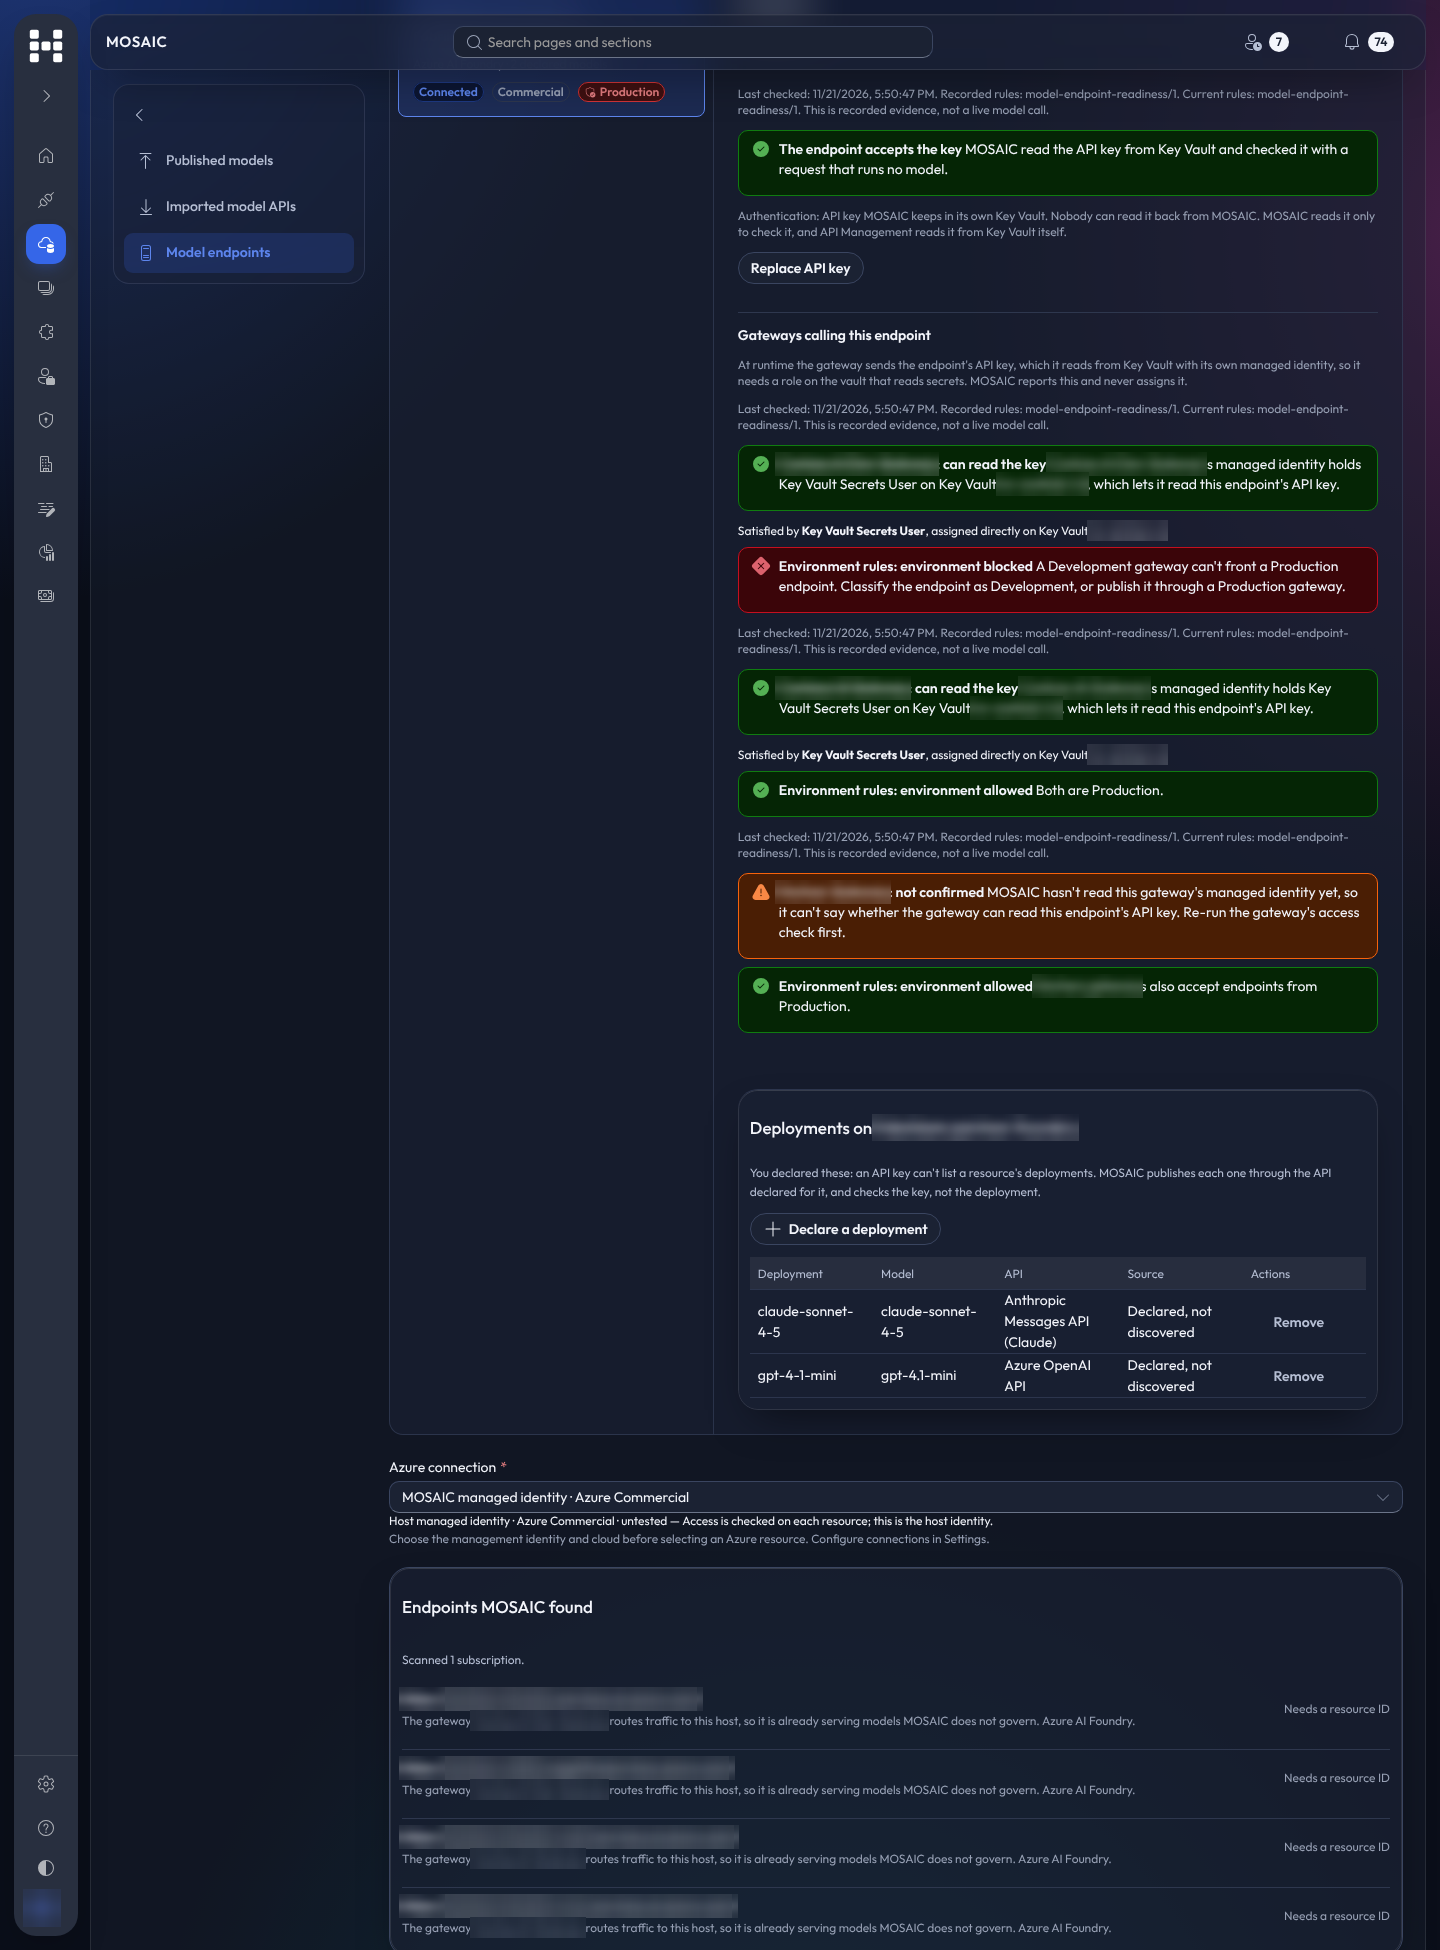 MOSAIC
Search pages and sections
7
74
Published models
Imported model APIs
Model endpoints
Connected
Commercial
Production
Last checked: 11/21/2026, 5:50:47 PM. Recorded rules: model-endpoint-readiness/1. Current rules: model-endpoint-
readiness/1. This is recorded evidence, not a live model call.
The endpoint accepts the key MOSAIC read the API key from Key Vault and checked it with a
request that runs no model.
Authentication: API key MOSAIC keeps in its own Key Vault. Nobody can read it back from MOSAIC. MOSAIC reads it only
to check it, and API Management reads it from Key Vault itself.
Replace API key
Gateways calling this endpoint
At runtime the gateway sends the endpoint's API key, which it reads from Key Vault with its own managed identity, so it
needs a role on the vault that reads secrets. MOSAIC reports this and never assigns it.
Last checked: 11/21/2026, 5:50:47 PM. Recorded rules: model-endpoint-readiness/1. Current rules: model-endpoint-
readiness/1. This is recorded evidence, not a live model call.
can read the key s managed identity holds
Key Vault Secrets User on Key Vault , which lets it read this endpoint's API key.
Satisfied by Key Vault Secrets User, assigned directly on Key Vault
Environment rules: environment blocked A Development gateway can't front a Production
endpoint. Classify the endpoint as Development, or publish it through a Production gateway.
Last checked: 11/21/2026, 5:50:47 PM. Recorded rules: model-endpoint-readiness/1. Current rules: model-endpoint-
readiness/1. This is recorded evidence, not a live model call.
can read the key s managed identity holds Key
Vault Secrets User on Key Vault , which lets it read this endpoint's API key.
Satisfied by Key Vault Secrets User, assigned directly on Key Vault
Environment rules: environment allowed Both are Production.
Last checked: 11/21/2026, 5:50:47 PM. Recorded rules: model-endpoint-readiness/1. Current rules: model-endpoint-
readiness/1. This is recorded evidence, not a live model call.
: not confirmed MOSAIC hasn't read this gateway's managed identity yet, so
it can't say whether the gateway can read this endpoint's API key. Re-run the gateway's access
check first.
Environment rules: environment allowed s also accept endpoints from
Production.
Deployments on
You declared these: an API key can't list a resource's deployments. MOSAIC publishes each one through the API
declared for it, and checks the key, not the deployment.
Declare a deployment
Deployment Model API Source Actions
claude-sonnet-4-5 claude-sonnet-4-5 Anthropic Messages API (Claude) Declared, not discovered Remove
gpt-4-1-mini gpt-4.1-mini Azure OpenAI API Declared, not discovered Remove
Azure connection *
MOSAIC managed identity · Azure Commercial
Host managed identity · Azure Commercial · untested — Access is checked on each resource; this is the host identity.
Choose the management identity and cloud before selecting an Azure resource. Configure connections in Settings.
Endpoints MOSAIC found
Scanned 1 subscription.
The gateway routes traffic to this host, so it is already serving models MOSAIC does not govern. Azure AI Foundry.
Needs a resource ID
The gateway routes traffic to this host, so it is already serving models MOSAIC does not govern. Azure AI Foundry.
Needs a resource ID
The gateway routes traffic to this host, so it is already serving models MOSAIC does not govern. Azure AI Foundry.
Needs a resource ID
The gateway routes traffic to this host, so it is already serving models MOSAIC does not govern. Azure AI Foundry.
Needs a resource ID